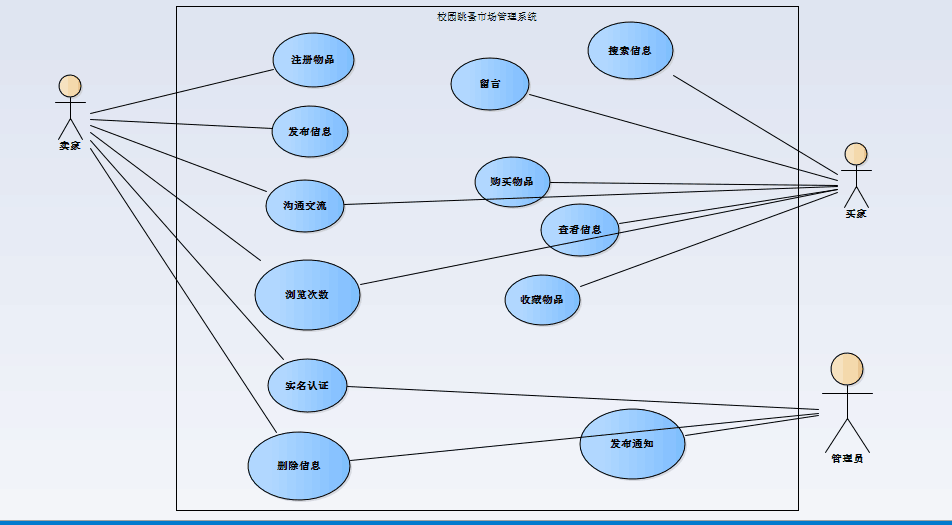 校园跳蚤市场管理系统
注册物品
搜索信息
留言
发布信息
卖家
购买物品
沟通交流
买家
查看信息
浏览次数
收藏物品
实名认证
发布通知
管理员
删除信息